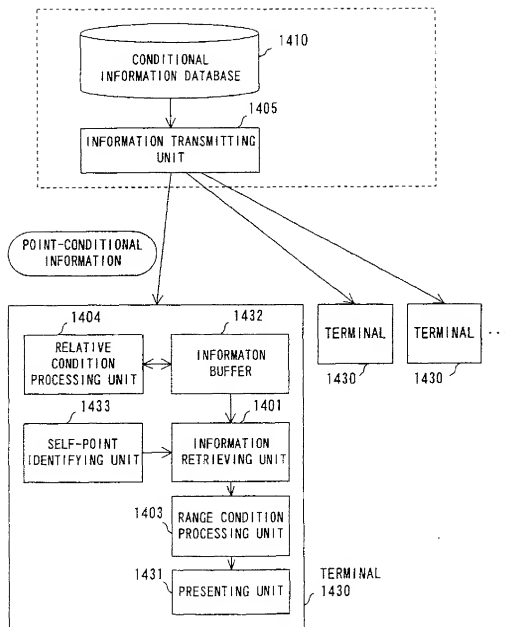 1410
CONDITIONAL
INFORMATION DATABASE
1405
INFORMATION TRANSMITTING
UNIT
POINT-CONDITIONAL
INFORMATION
1404
RELATIVE
CONDITION
PROCESSING UNIT
1432
INFORMATON
BUFFER
TERMINAL
1430
TERMINAL
1430
..
1433
SELF-POINT
IDENTIFYING UNIT
1401
INFORMATION
RETRIEVING UNIT
1403
RANGE CONDITION
PROCESSING UNIT
1431
PRESENTING UNIT
TERMINAL
1430